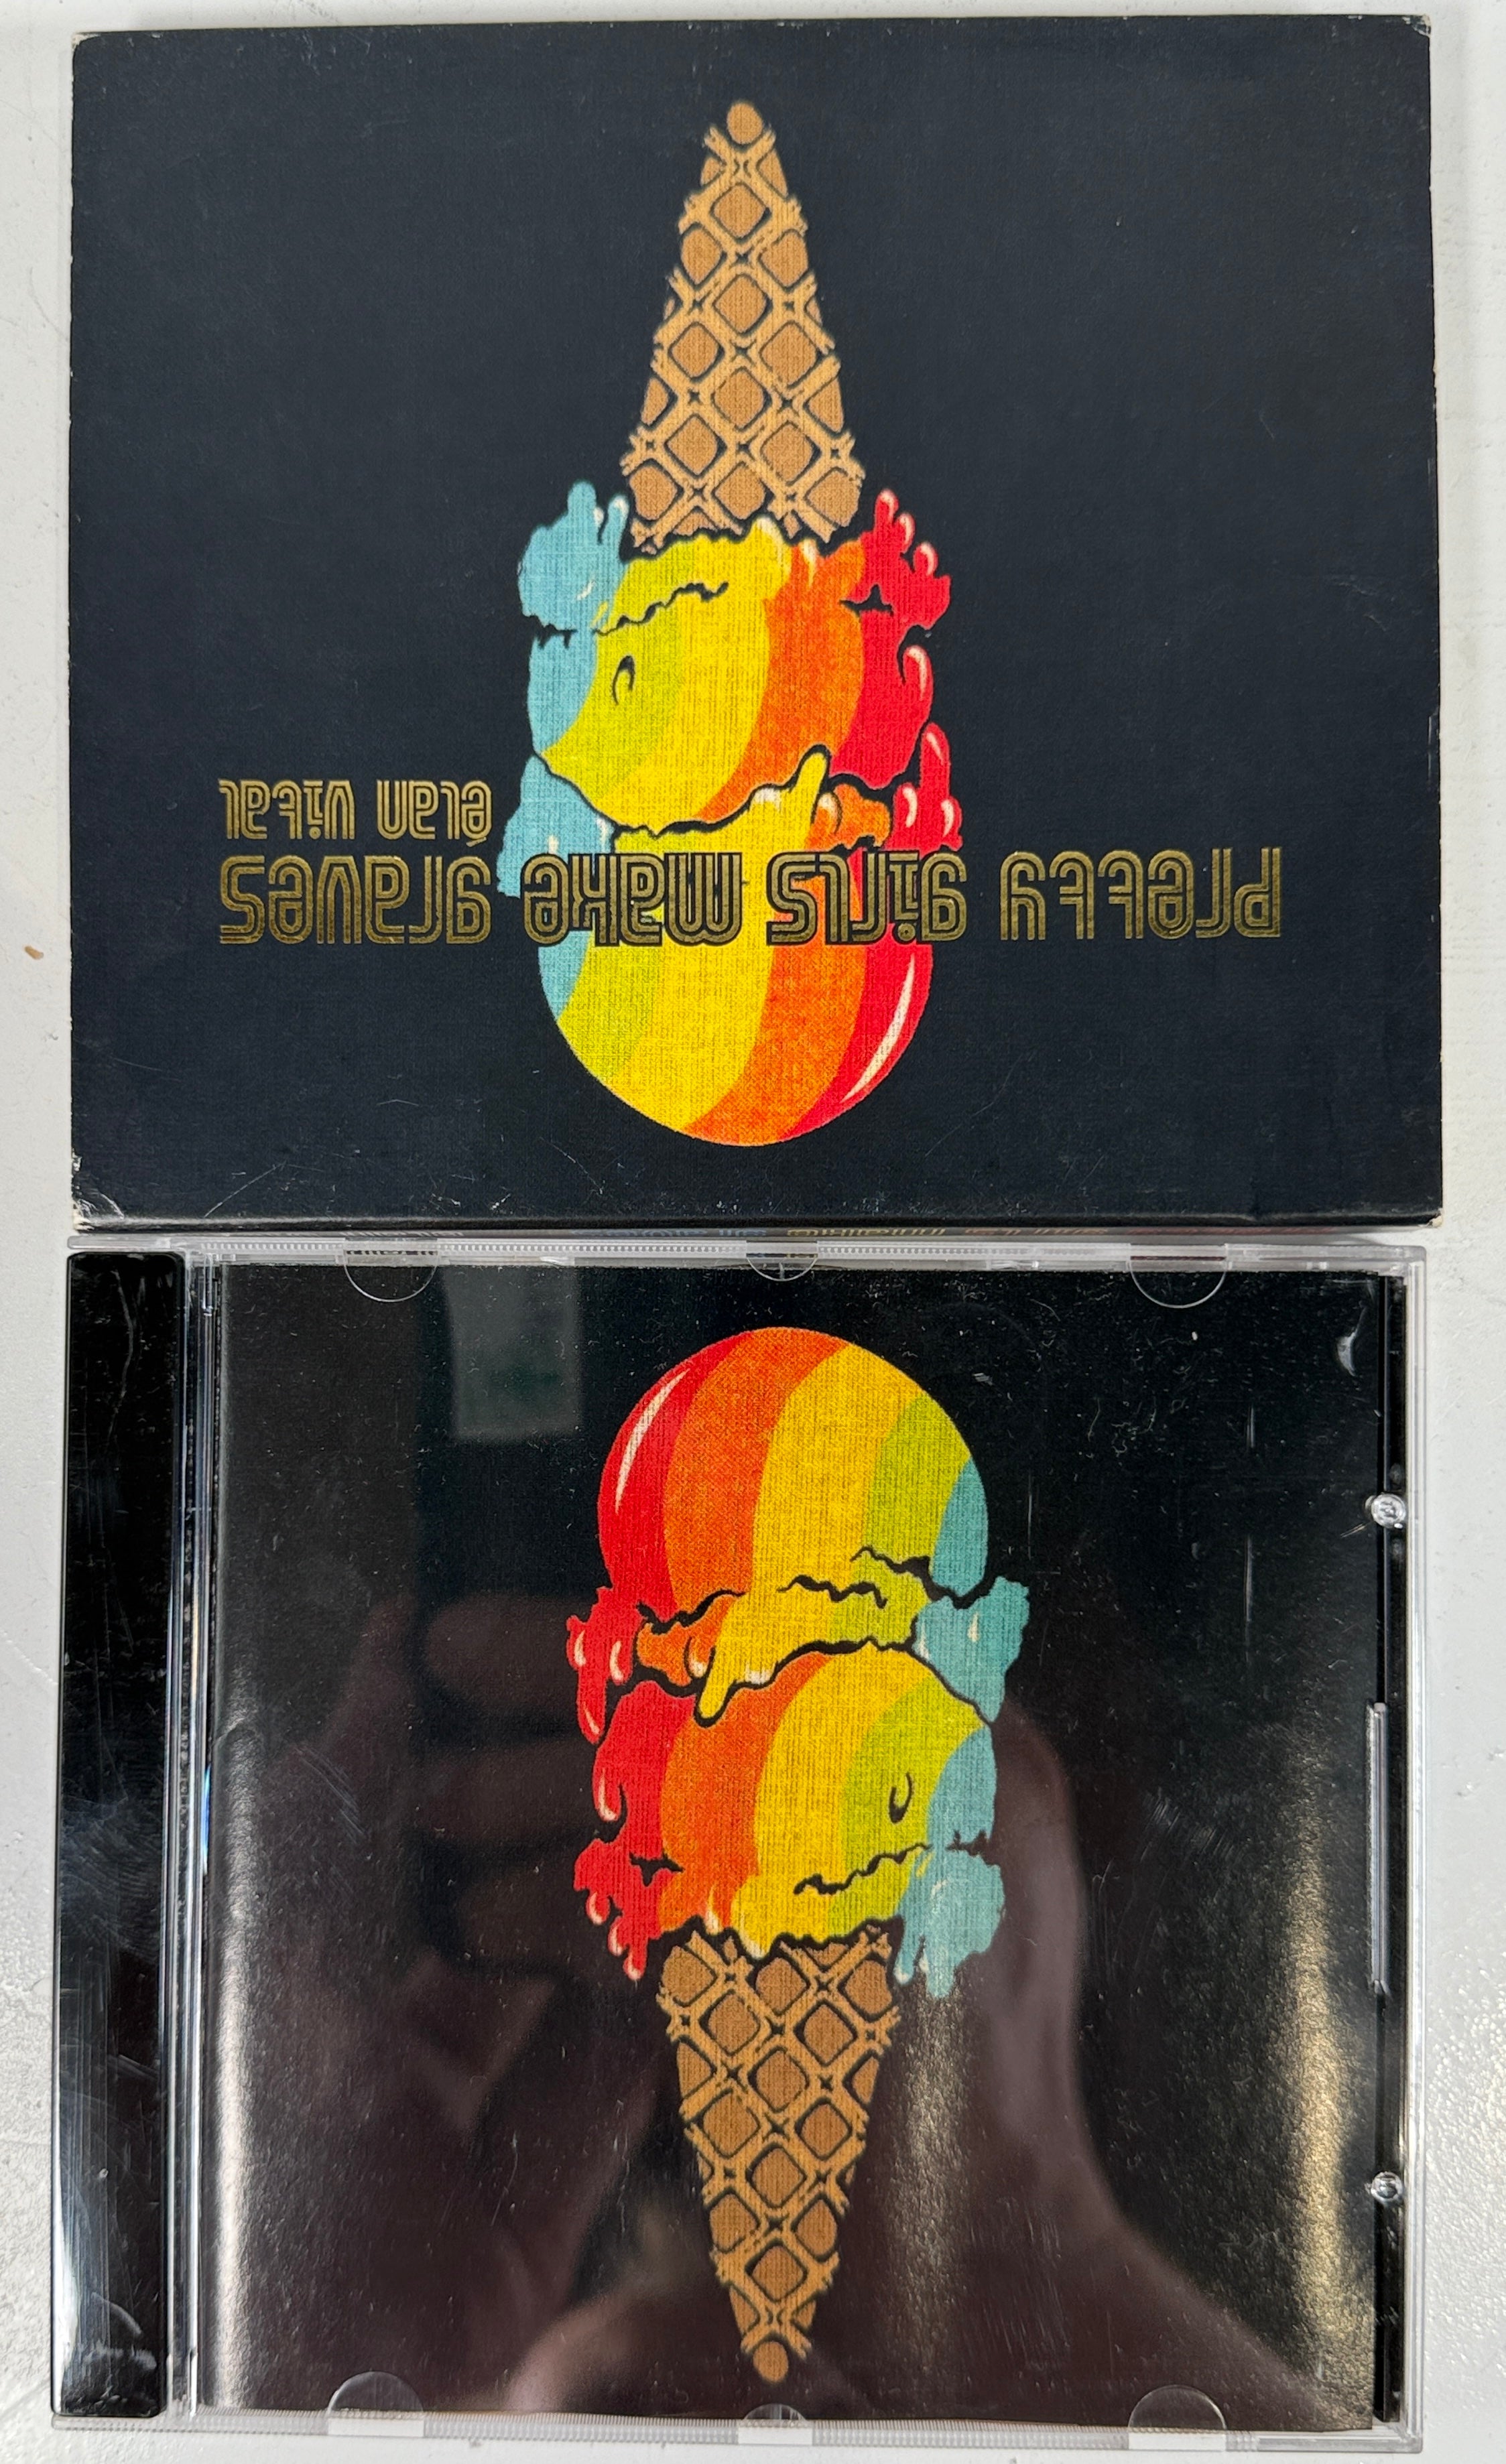 pretty girls make graves
élan vital